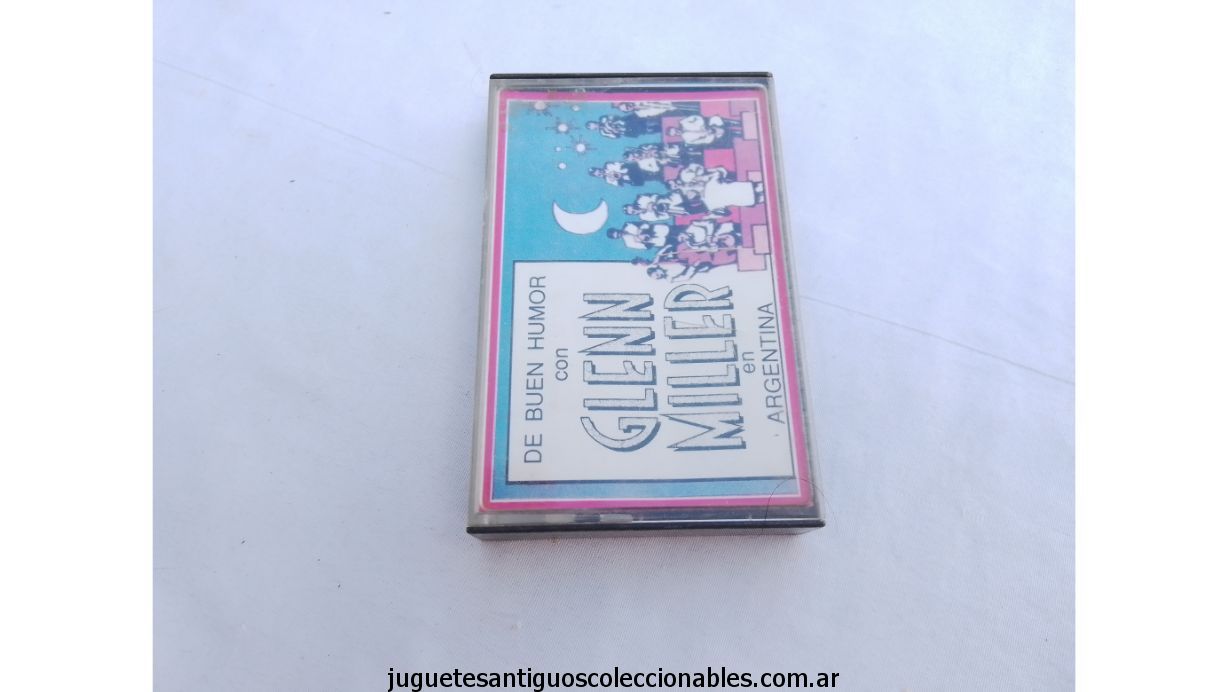 DE BUEN HUMOR
con
GLENN
MILLER
en
ARGENTINA
juguetesantiguoscoleccionables.com.ar